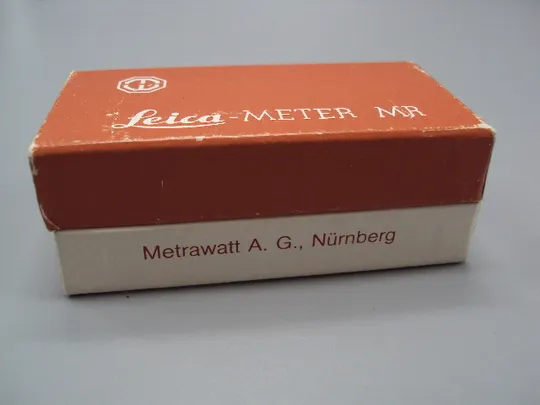 Leica-METER MR
Metrawatt A. G., Nürnberg